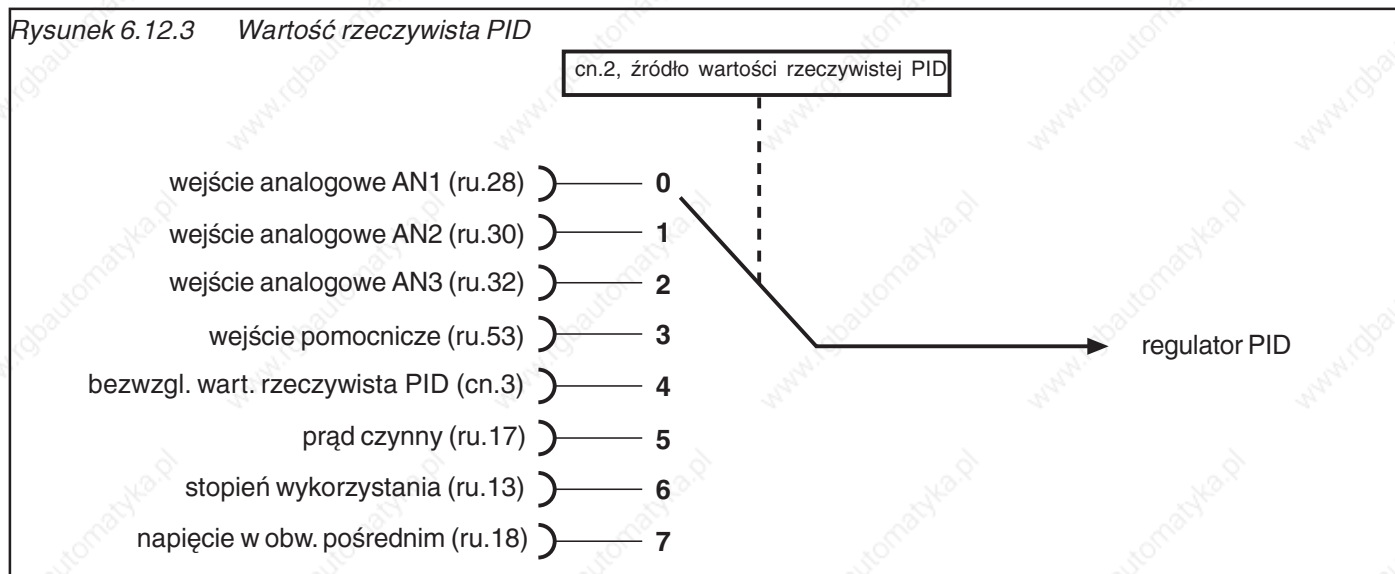 Rysunek 6.12.3 Wartość rzeczywista PID
cn.2, źródło wartości rzeczywistej PID
wejście analogowe AN1 (ru.28) 0
wejście analogowe AN2 (ru.30) 1
wejście analogowe AN3 (ru.32) 2
wejście pomocnicze (ru.53) 3
regulator PID
bezwzgl. wart. rzeczywista PID (cn.3) 4
prąd czynny (ru.17) 5
stopień wykorzystania (ru.13) 6
napięcie w obw. pośrednim (ru.18) 7
www.rgbautomatyka.pl